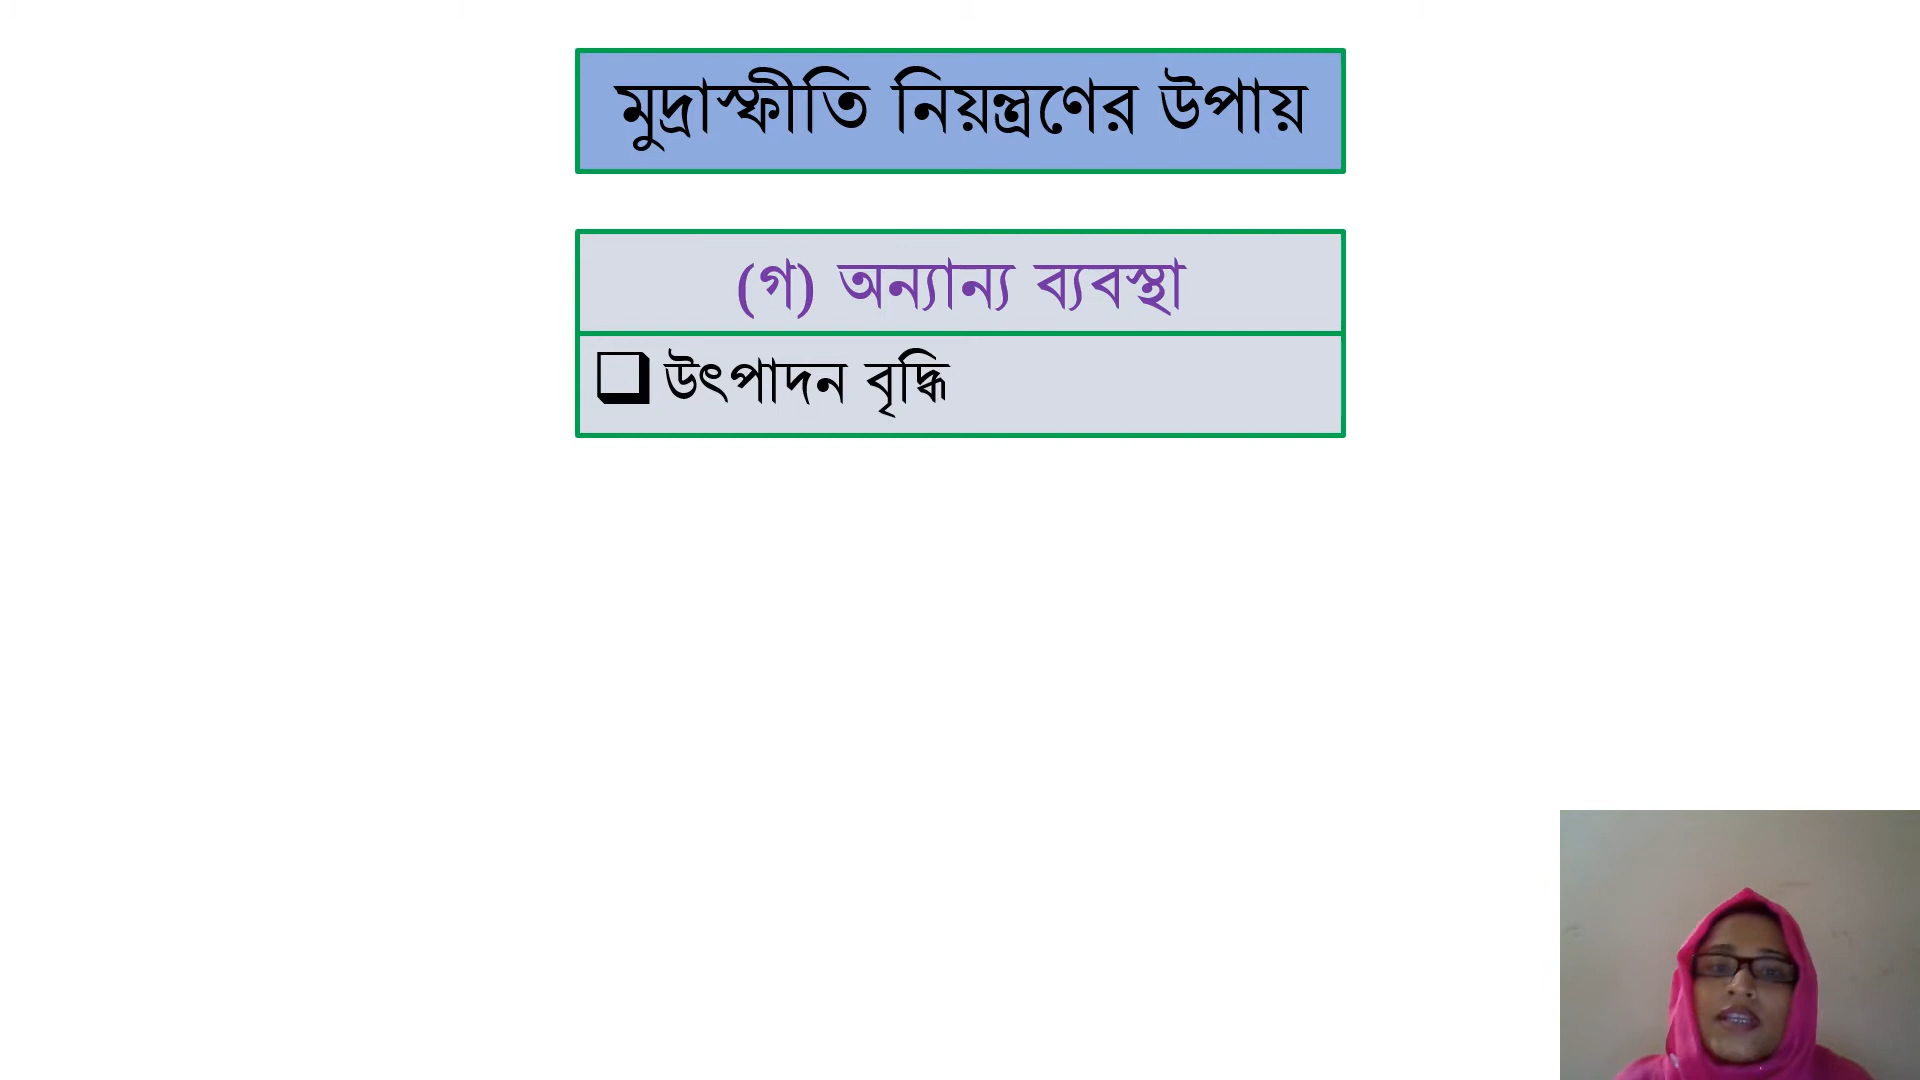 মুদ্রাস্ফীতি নিয়ন্ত্রণের উপায়
(গ) অন্যান্য ব্যবস্থা
উৎপাদন বৃদ্ধি